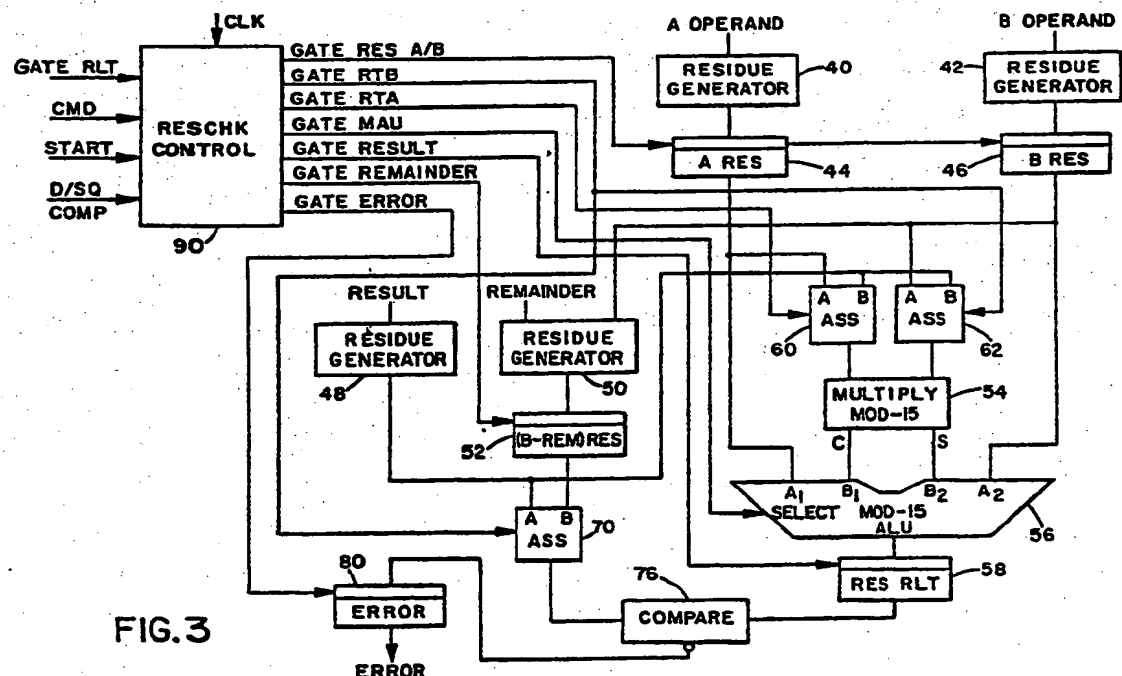 CLK
A OPERAND
B OPERAND
GATE RLT
CMD
START
D/SQ
COMP
RESCHK
CONTROL
90
GATE RES A/B
GATE RTB
GATE RTA
GATE MAU
GATE RESULT
GATE REMAINDER
GATE ERROR
RESIDUE
GENERATOR
40
42
RESIDUE
GENERATOR
A RES
44
46
B RES
RESULT
REMAINDER
RESIDUE
GENERATOR
48
RESIDUE
GENERATOR
50
A B
ASS
60
A B
ASS
62
52
(B-REM)RES
MULTIPLY
MOD-15
54
C
S
A1 B1 B2 A2
SELECT MOD-15
ALU
56
A B
ASS
70
RES RLT
58
80
ERROR
ERROR
76
COMPARE
FIG. 3